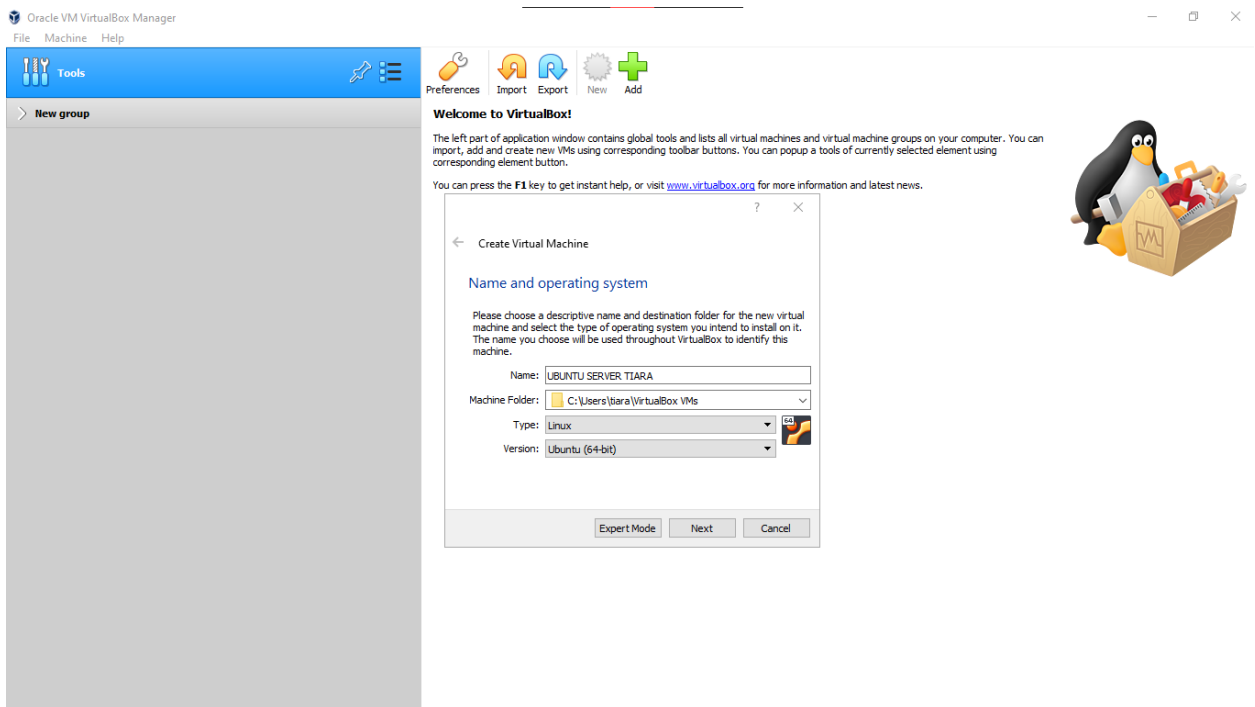 Oracle VM VirtualBox Manager
File Machine Help
Tools
Preferences Import Export New Add
New group
Welcome to VirtualBox!
The left part of application window contains global tools and lists all virtual machines and virtual machine groups on your computer. You can
import, add and create new VMs using corresponding toolbar buttons. You can popup a tools of currently selected element using
corresponding element button.
You can press the F1 key to get instant help, or visit www.virtualbox.org for more information and latest news.
?
Create Virtual Machine
Name and operating system
Please choose a descriptive name and destination folder for the new virtual
machine and select the type of operating system you intend to install on it.
The name you choose will be used throughout VirtualBox to identify this
machine.
Name: UBUNTU SERVER TIARA
Machine Folder: C:\Users\tiara\VirtualBox VMs
Type: Linux
64
Version: Ubuntu (64-bit)
Expert Mode Next Cancel